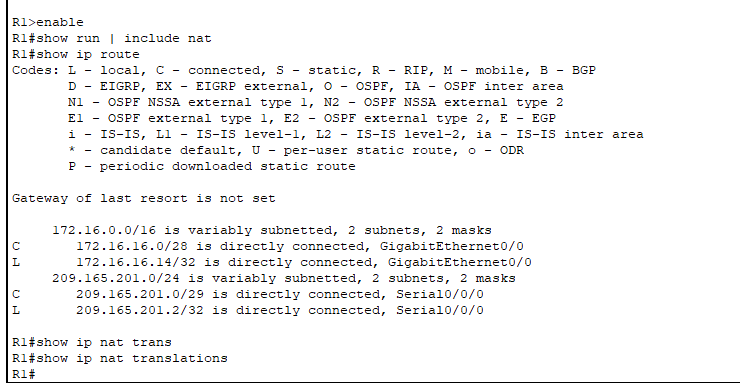 R1>enable
R1#show run | include nat
R1#show ip route
Codes: L - local, C - connected, S - static, R - RIP, M - mobile, B - BGP
D - EIGRP, EX - EIGRP external, O - OSPF, IA - OSPF inter area
N1 - OSPF NSSA external type 1, N2 - OSPF NSSA external type 2
E1 - OSPF external type 1, E2 - OSPF external type 2, E - EGP
i - IS-IS, L1 - IS-IS level-1, L2 - IS-IS level-2, ia - IS-IS inter area
* - candidate default, U - per-user static route, o - ODR
P - periodic downloaded static route
Gateway of last resort is not set
172.16.0.0/16 is variably subnetted, 2 subnets, 2 masks
C 172.16.16.0/28 is directly connected, GigabitEthernet0/0
L 172.16.16.14/32 is directly connected, GigabitEthernet0/0
209.165.201.0/24 is variably subnetted, 2 subnets, 2 masks
C 209.165.201.0/29 is directly connected, Serial0/0/0
L 209.165.201.2/32 is directly connected, Serial0/0/0
R1#show ip nat trans
R1#show ip nat translations
R1#